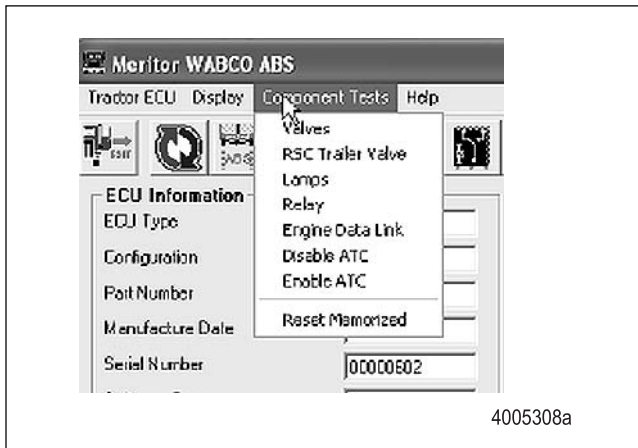 Meritor WABCO ABS
Tractor ECU Display Component Tests Help
Valves
RSC Trailer Valve
Lamps
Relay
Engine Data Link
Disable ATC
Enable ATC
Reset Memorized
EXIT
ECU Information
ECU Type
Configuration
Part Number
Manufacture Date
Serial Number 00000602
4005308a